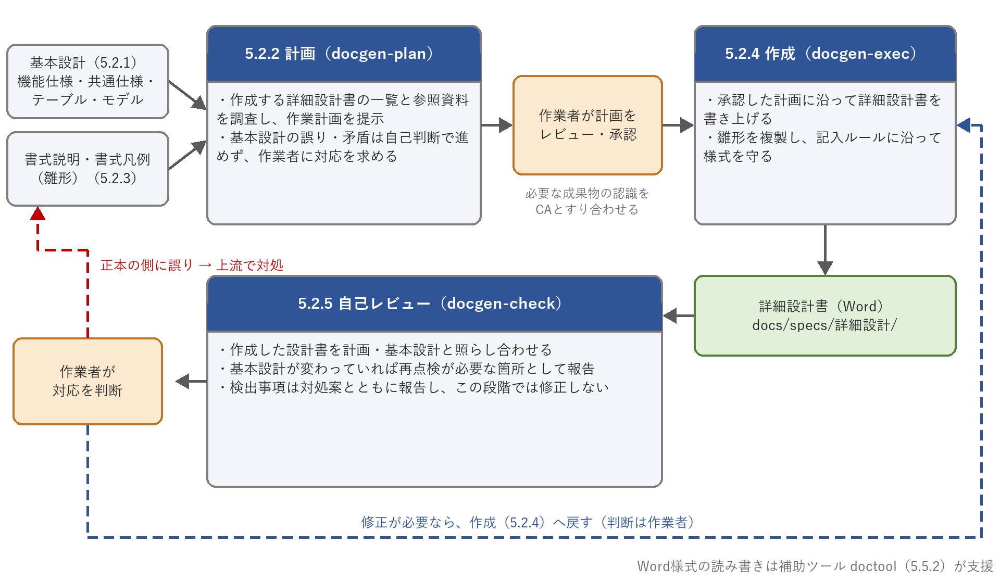 基本設計（5.2.1）
機能仕様・共通仕様・
テーブル・モデル
書式説明・書式凡例
（雛形）（5.2.3）
5.2.2 計画（docgen-plan）
・作成する詳細設計書の一覧と参照資料
を調査し、作業計画を提示
・基本設計の誤り・矛盾は自己判断で進
めず、作業者に対応を求める
作業者が計画を
レビュー・承認
必要な成果物の認識を
CAとすり合わせる
5.2.4 作成（docgen-exec）
・承認した計画に沿って詳細設計書を
書き上げる
・雛形を複製し、記入ルールに沿って
様式を守る
詳細設計書（Word）
docs/specs/詳細設計/
正本の側に誤り → 上流で対処
5.2.5 自己レビュー（docgen-check）
・作成した設計書を計画・基本設計と照らし合わせる
・基本設計が変わっていれば再点検が必要な箇所として報告
・検出事項は対処案とともに報告し、この段階では修正しない
作業者が
対応を判断
修正が必要なら、作成（5.2.4）へ戻す（判断は作業者）
Word様式の読み書きは補助ツール doctool（5.5.2）が支援